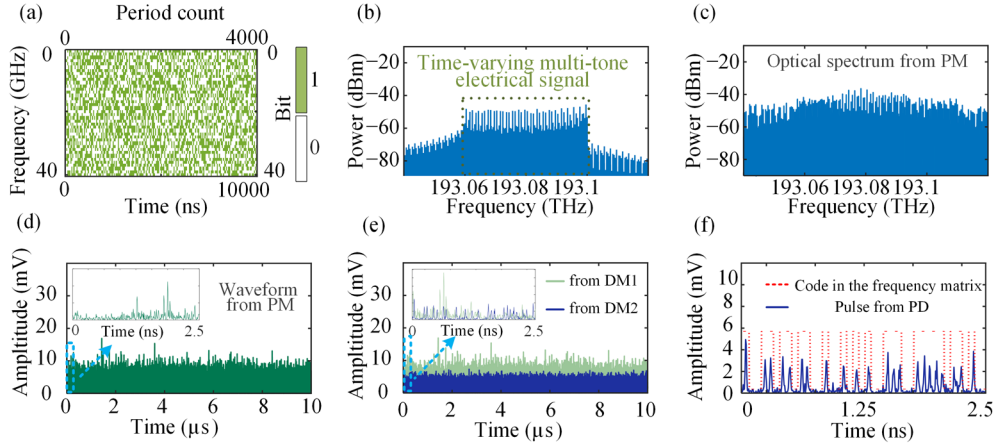 (a)
Period count
0
4000
0
40
Frequency (GHz)
0
10000
Time (ns)
0
40
Bit
1
0
(b)
Time-varying multi-tone
electrical signal
Power (dBm)
−20
−40
−60
−80
193.06
193.08
193.1
Frequency (THz)
(c)
Optical spectrum from PM
Power (dBm)
−20
−40
−60
−80
193.06
193.08
193.1
Frequency (THz)
(d)
Waveform
from PM
Ampltitude (mV)
30
20
10
0
0
Time (ns)
2.5
0
2
4
6
8
10
Time (μs)
(e)
from DM1
from DM2
Ampltitude (mV)
30
20
10
0
0
Time (ns)
2.5
0
2
4
6
8
10
Time (μs)
(f)
Code in the frequency matrix
Pulse from PD
Ampltitude (mV)
12
10
8
6
4
2
0
0
1.25
2.5
Time (ns)